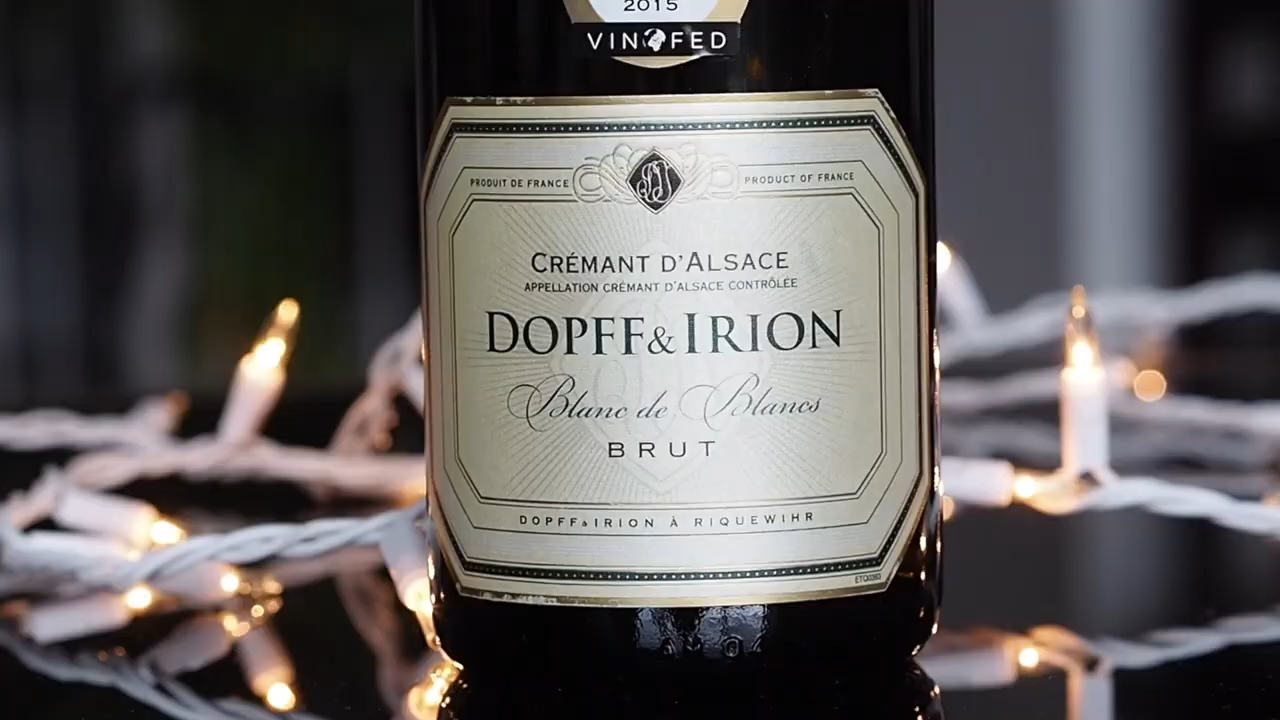 2015
VINOFED
PRODUIT DE FRANCE
PRODUCT OF FRANCE
CRÉMANT D'ALSACE
APPELLATION CRÉMANT D'ALSACE CONTRÔLÉE
DOPFF & IRION
Blanc de Blancs
BRUT
DOPFF & IRION À RIQUEWIHR